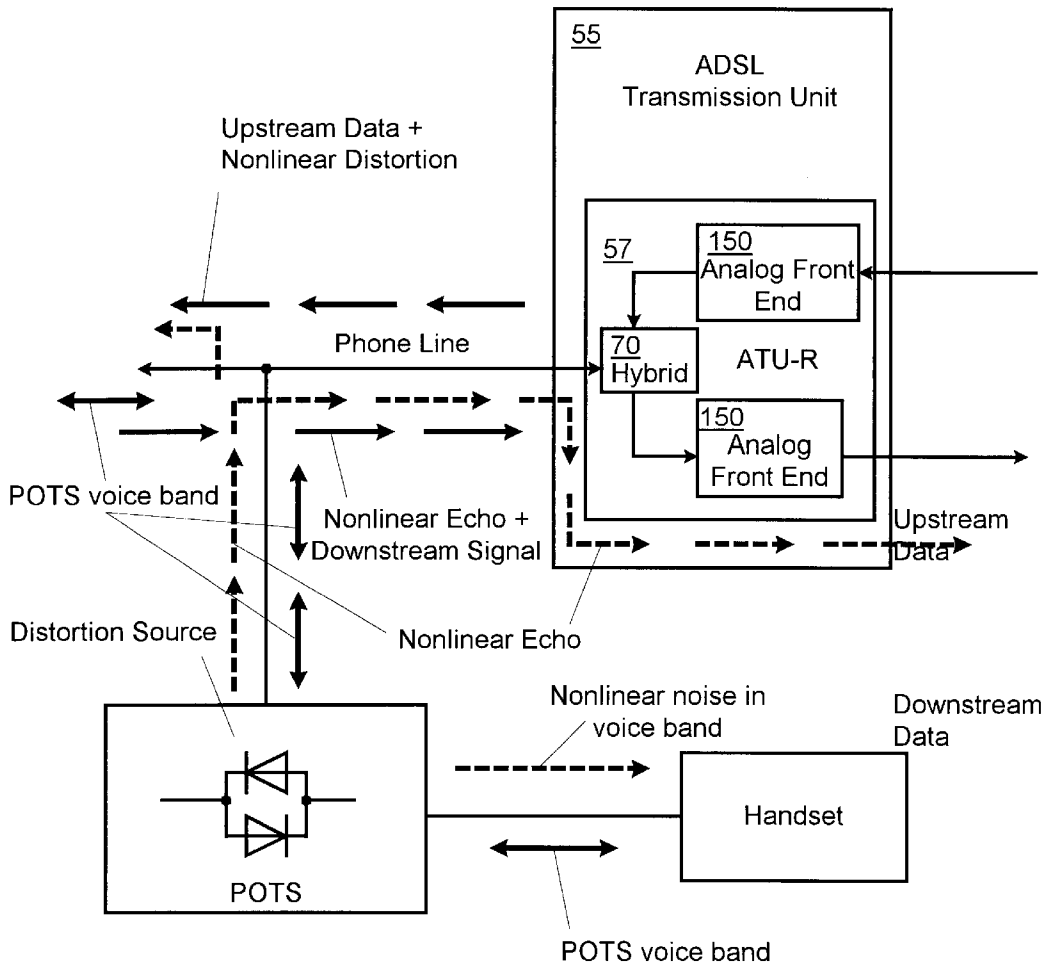 55
ADSL
Transmission Unit
Upstream Data +
Nonlinear Distortion
57
150
Analog Front
End
Phone Line
70
Hybrid
ATU-R
150
Analog
Front End
POTS voice band
Nonlinear Echo +
Downstream Signal
Upstream
Data
Distortion Source
Nonlinear Echo
Nonlinear noise in
voice band
Downstream
Data
Handset
POTS
POTS voice band